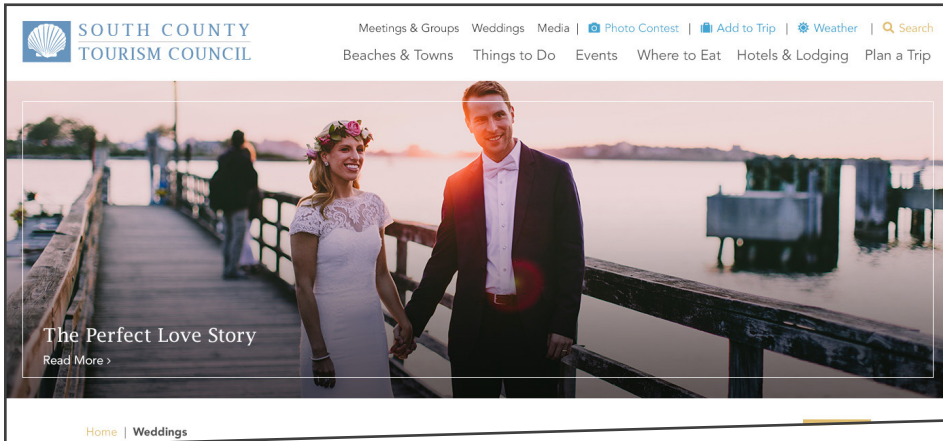 SOUTH COUNTY
TOURISM COUNCIL
Meetings & Groups Weddings Media | Photo Contest | Add to Trip | Weather | Search
Beaches & Towns Things to Do Events Where to Eat Hotels & Lodging Plan a Trip
The Perfect Love Story
Read More ›
Home | Weddings